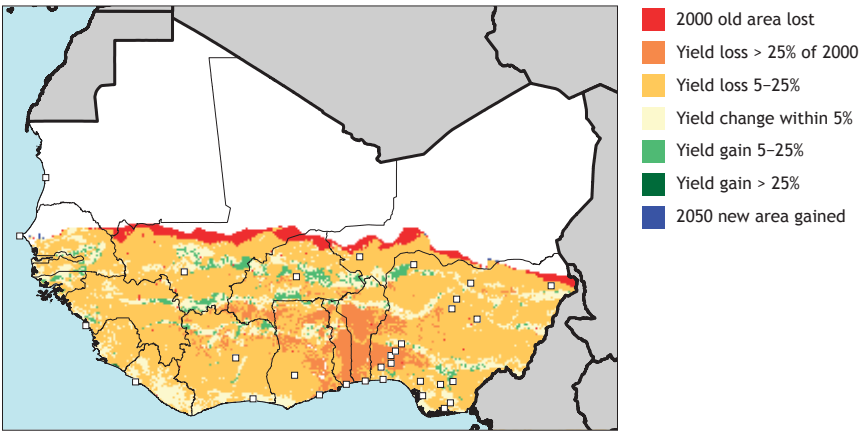 2000 old area lost
Yield loss > 25% of 2000
Yield loss 5–25%
Yield change within 5%
Yield gain 5–25%
Yield gain > 25%
2050 new area gained